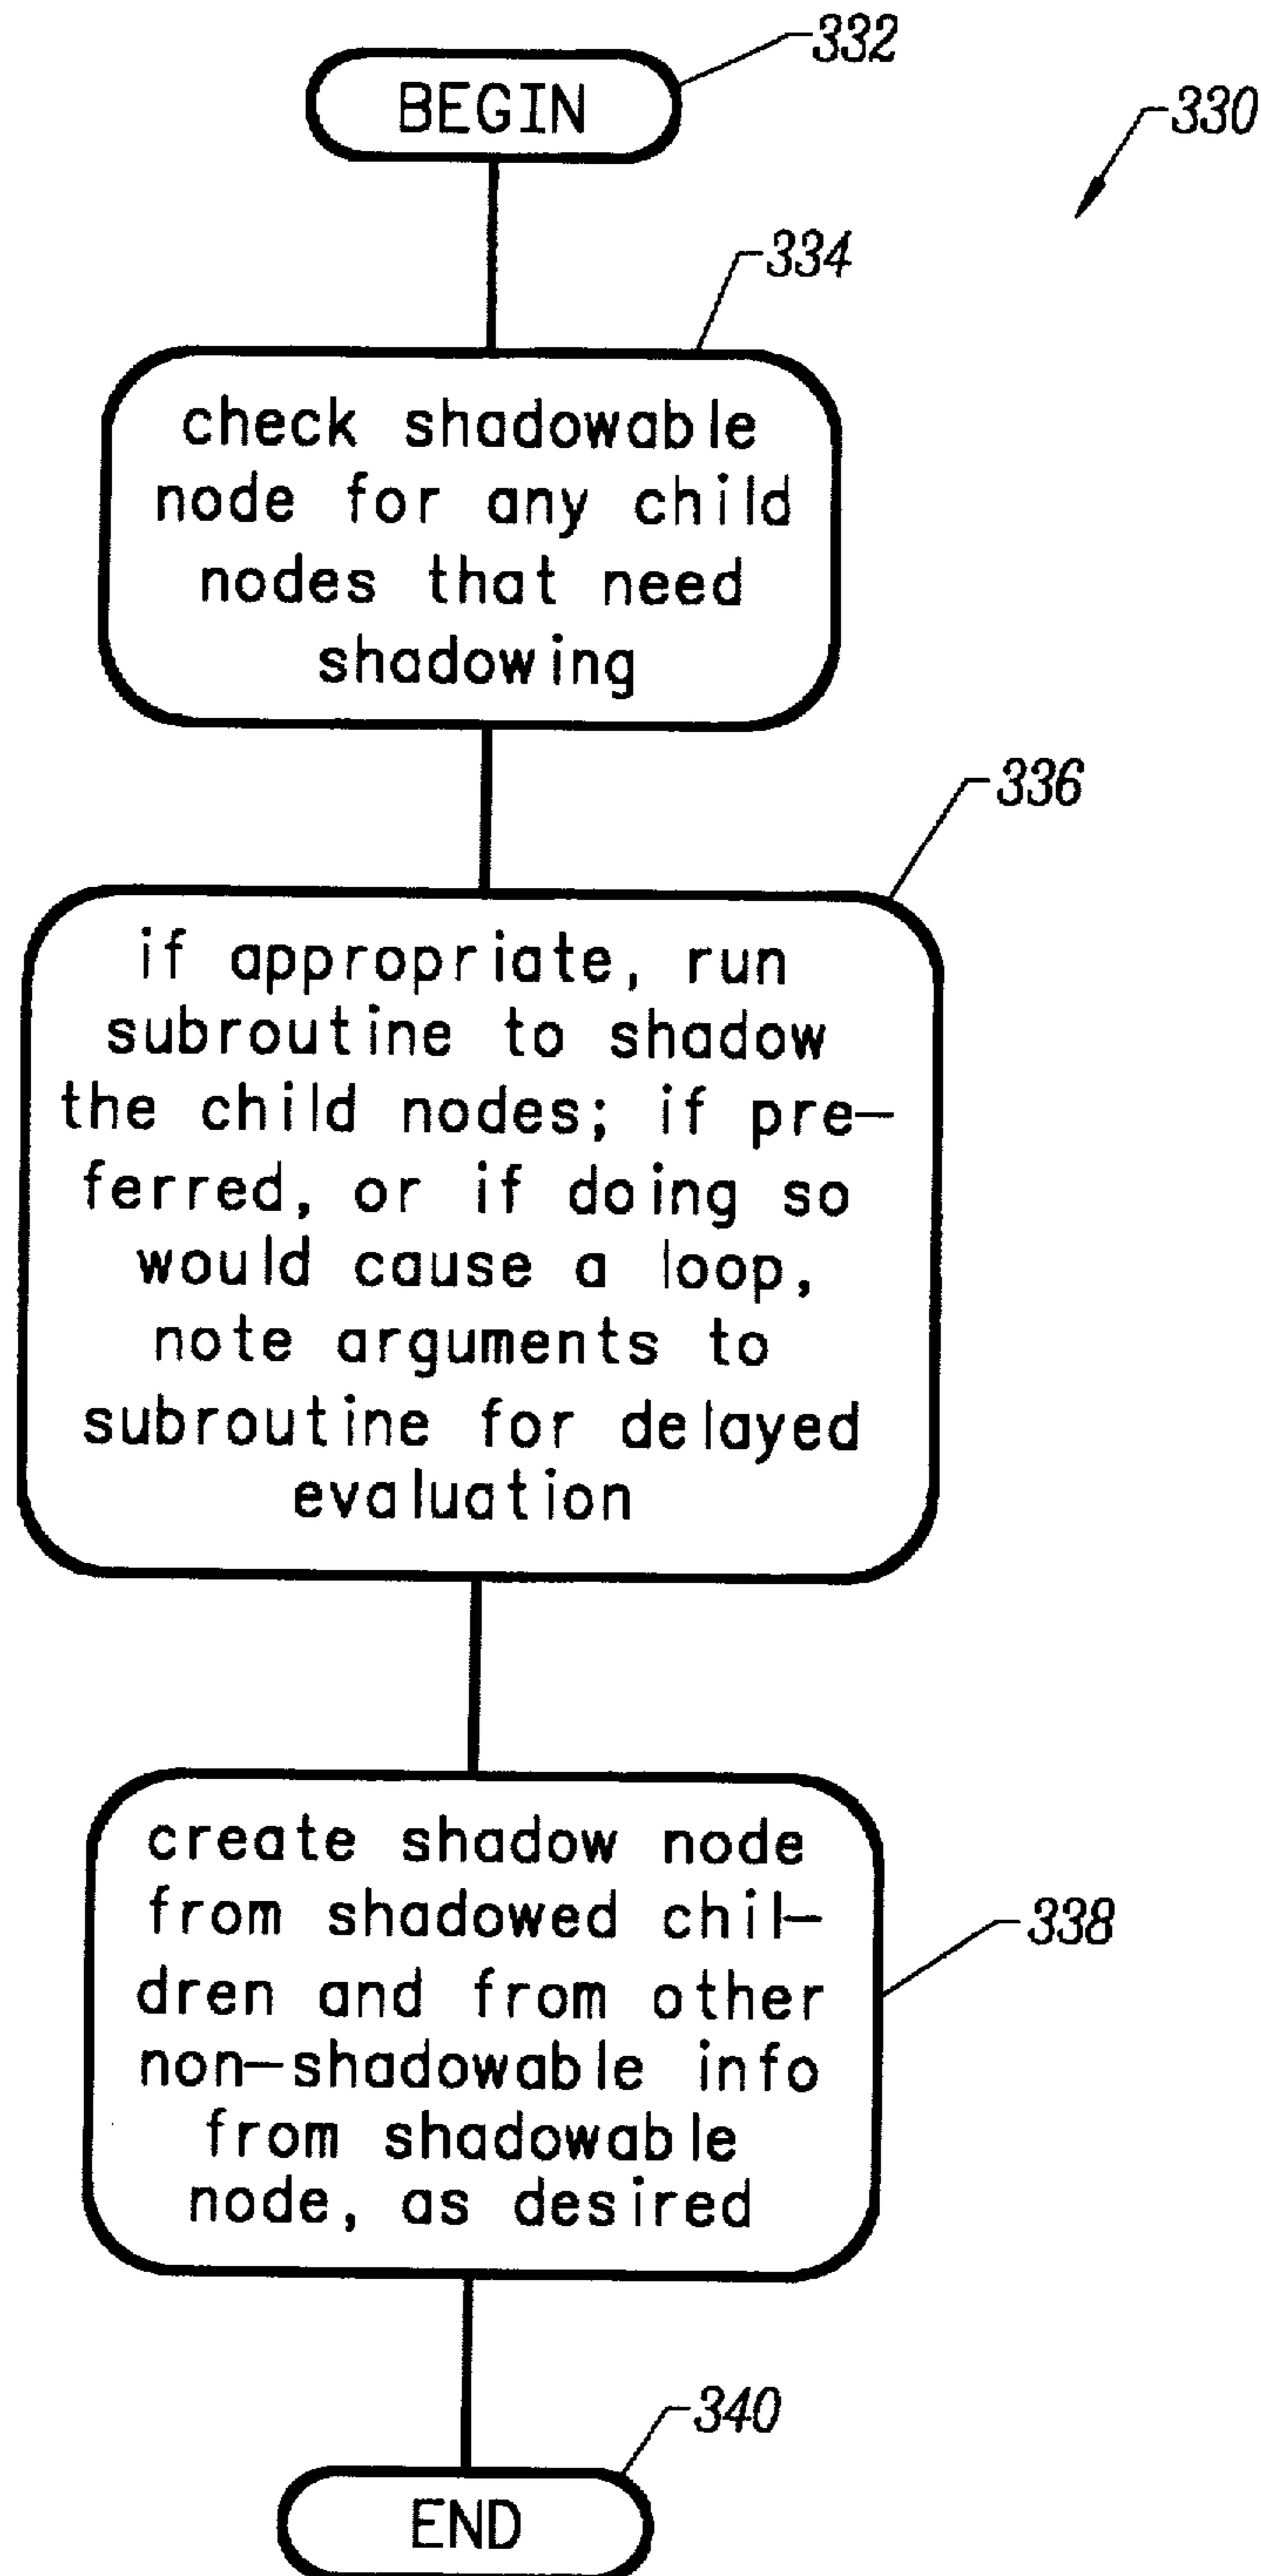 332
BEGIN
330
334
check shadowable
node for any child
nodes that need
shadowing
336
if appropriate, run
subroutine to shadow
the child nodes; if pre-
ferred, or if doing so
would cause a loop,
note arguments to
subroutine for delayed
evaluation
338
create shadow node
from shadowed chil-
dren and from other
non-shadowable info
from shadowable
node, as desired
340
END